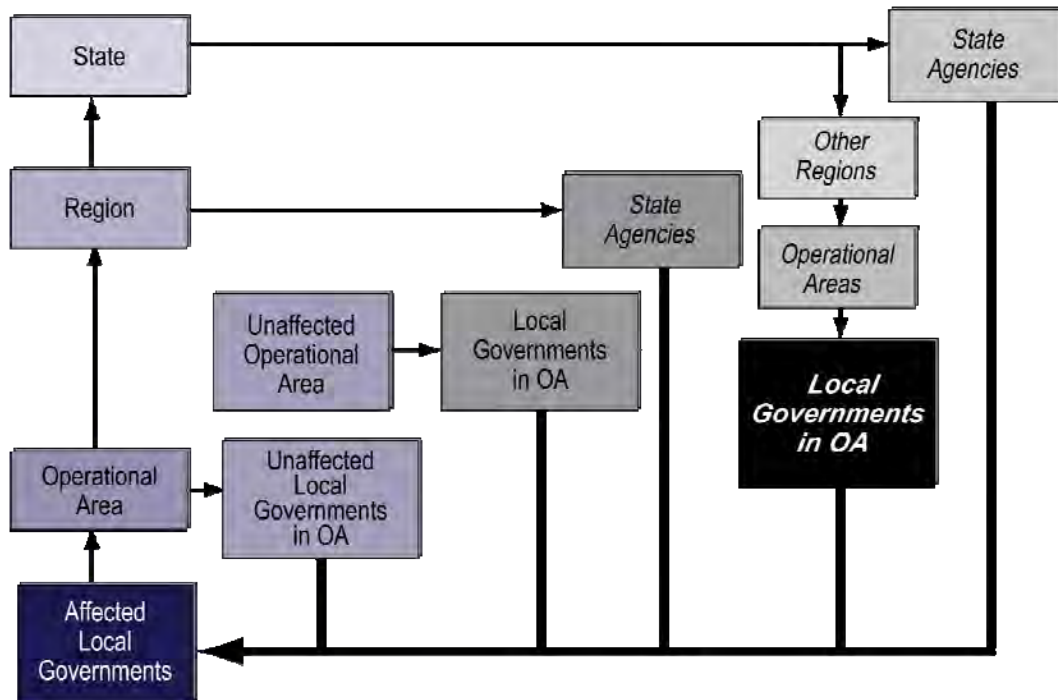 State
State
Agencies
Other
Regions
Region
State
Agencies
Operational
Areas
Unaffected
Operational
Area
Local
Governments
in OA
Local
Governments
in OA
Operational
Area
Unaffected
Local
Governments
in OA
Affected
Local
Governments